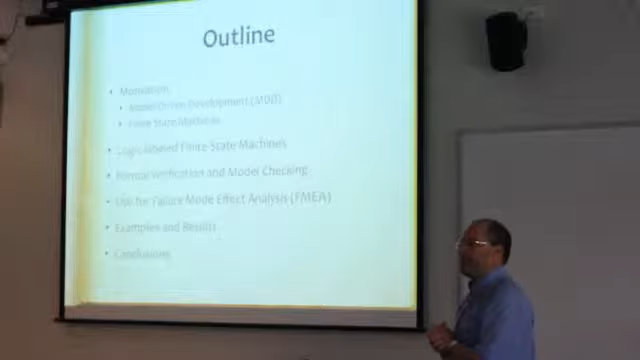 Outline
• Motivation
• Model Driven Development (MDD)
• Finite State Machines
• Logic-labeled Finite State Machines
• Formal Verification and Model Checking
• Use for Failure Mode Effect Analysis (FMEA)
• Examples and Results
• Conclusions